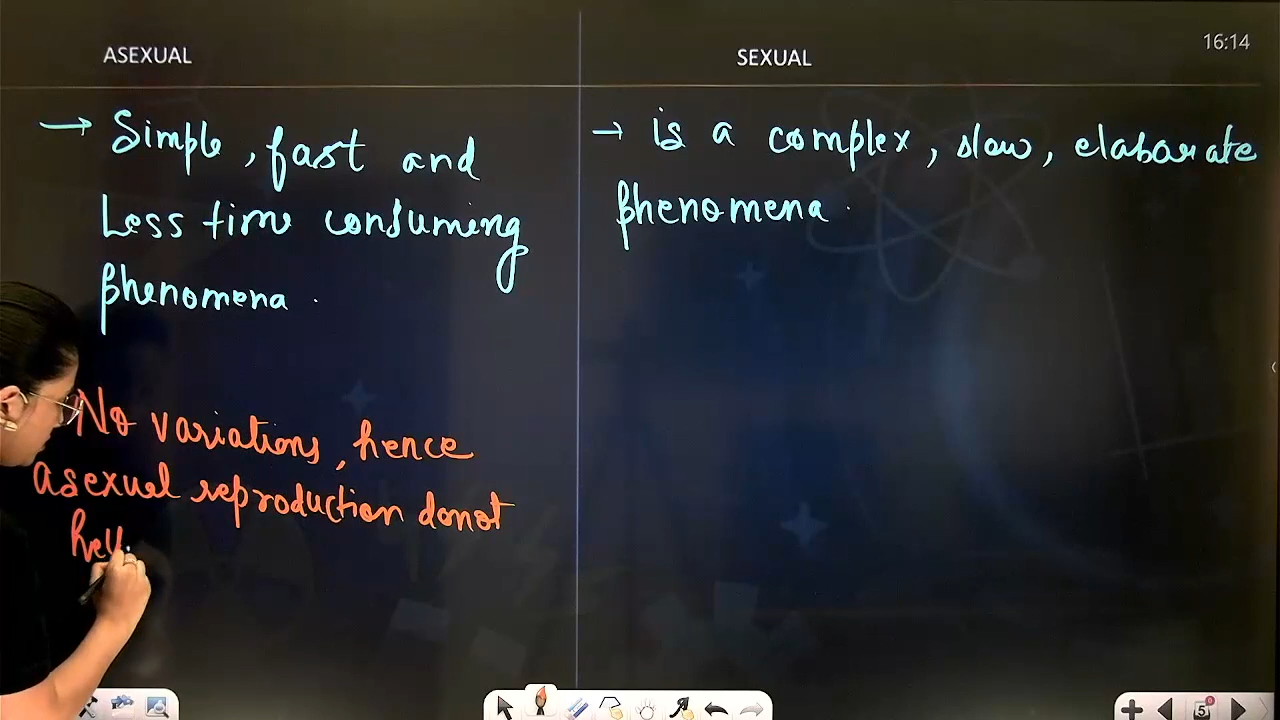 16:14
ASEXUAL
SEXUAL
→ Simple, fast and
Less time consuming
phenomena.
→ is a complex, slow, elaborate
phenomena.
No variations, hence
asexual reproduction donot
5